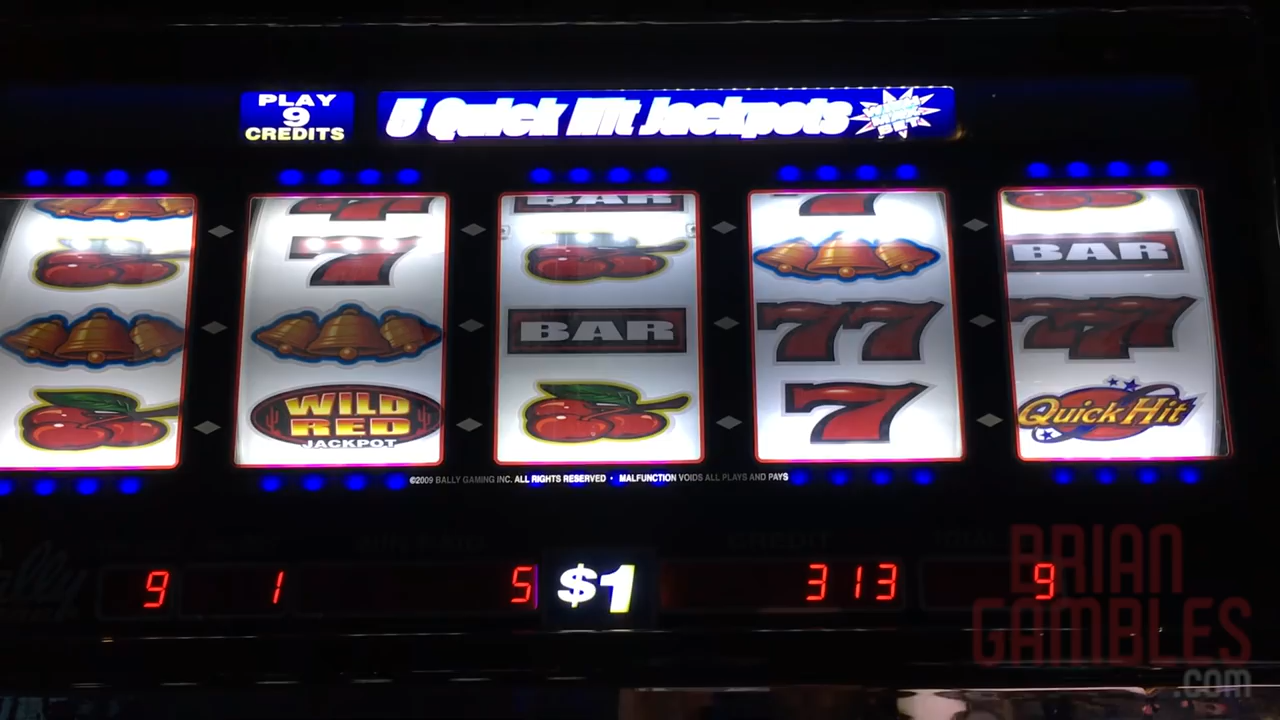 PLAY
9
CREDITS
5 Quick Hit Jackpots
BAR
BAR
BAR
WILD
RED
JACKPOT
Quick Hit
©2009 BALLY GAMING INC. ALL RIGHTS RESERVED • MALFUNCTION VOIDS ALL PLAYS AND PAYS
CREDIT
9 1 5 $1 313 9
BRIAN
GAMBLES
.COM